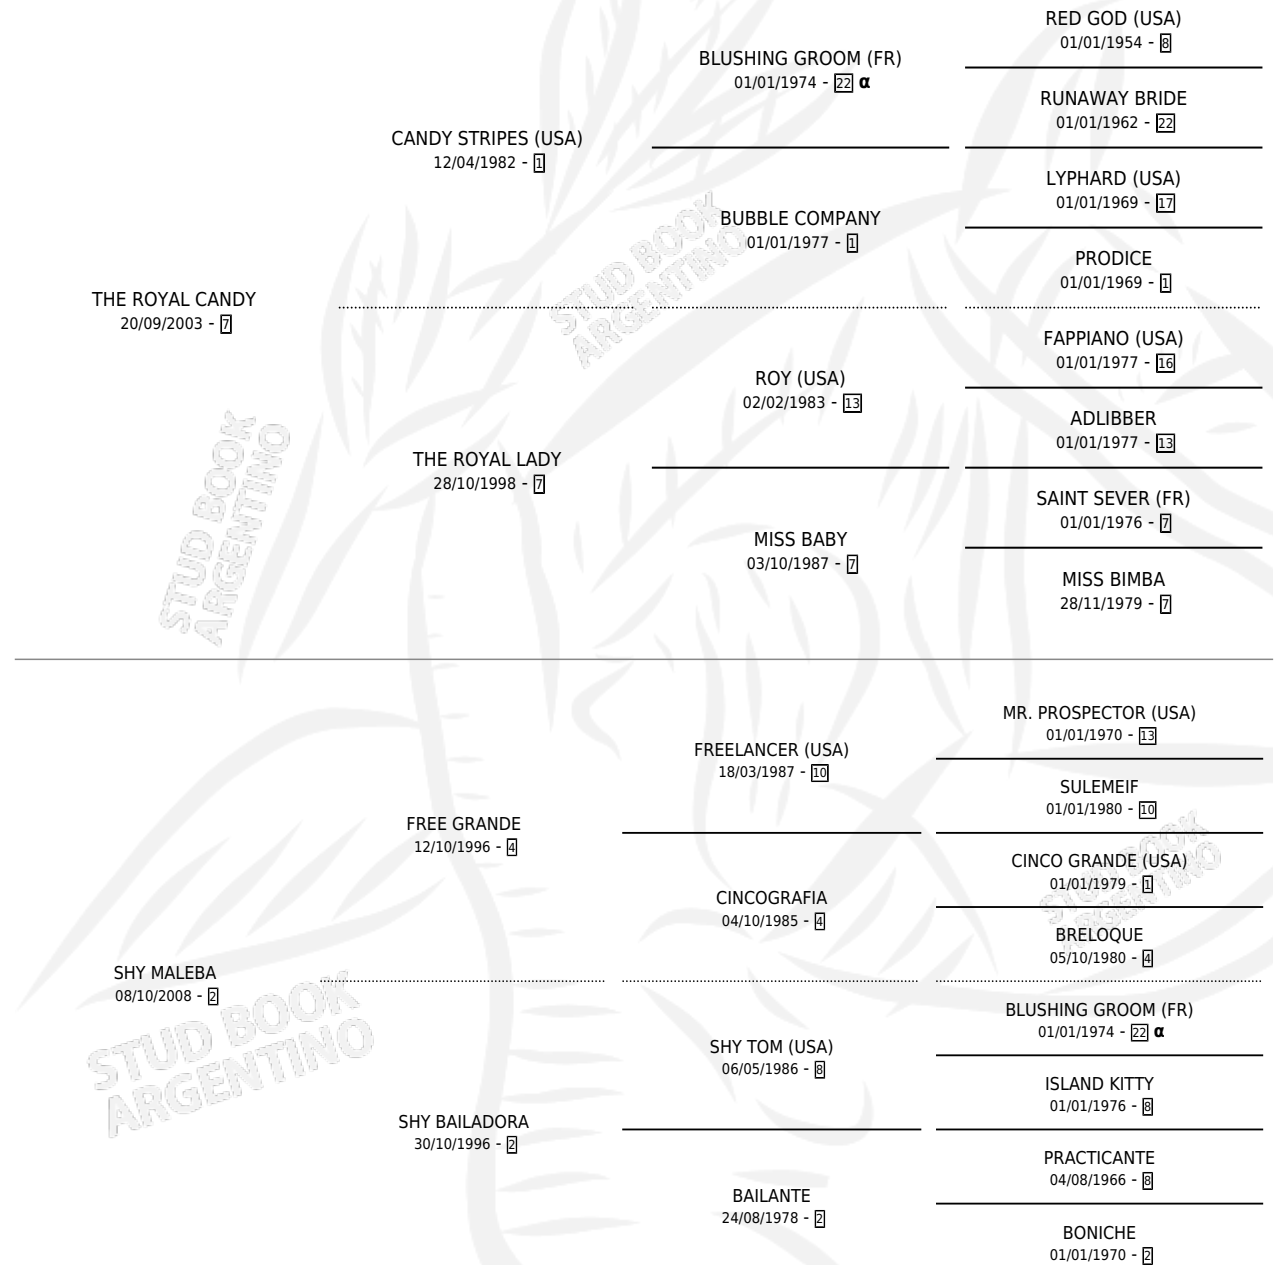 RED GOD (USA)
01/01/1954 - 8
BLUSHING GROOM (FR)
01/01/1974 - 22 α
RUNAWAY BRIDE
01/01/1962 - 22
CANDY STRIPES (USA)
12/04/1982 - 1
LYPHARD (USA)
01/01/1969 - 17
BUBBLE COMPANY
01/01/1977 - 1
PRODICE
01/01/1969 - 1
THE ROYAL CANDY
20/09/2003 - 7
FAPPIANO (USA)
01/01/1977 - 16
ROY (USA)
02/02/1983 - 13
ADLIBBER
01/01/1977 - 13
THE ROYAL LADY
28/10/1998 - 7
SAINT SEVER (FR)
01/01/1976 - 7
MISS BABY
03/10/1987 - 7
MISS BIMBA
28/11/1979 - 7
MR. PROSPECTOR (USA)
01/01/1970 - 13
FREELANCER (USA)
18/03/1987 - 10
SULEMEIF
01/01/1980 - 10
FREE GRANDE
12/10/1996 - 4
CINCO GRANDE (USA)
01/01/1979 - 1
CINCOGRAFIA
04/10/1985 - 4
BRELOQUE
05/10/1980 - 4
SHY MALEBA
08/10/2008 - 2
BLUSHING GROOM (FR)
01/01/1974 - 22 α
SHY TOM (USA)
06/05/1986 - 8
ISLAND KITTY
01/01/1976 - 8
SHY BAILADORA
30/10/1996 - 2
PRACTICANTE
04/08/1966 - 8
BAILANTE
24/08/1978 - 2
BONICHE
01/01/1970 - 2
STUD BOOK
ARGENTINO
STUD BOOK
ARGENTINO
STUD BOOK
ARGENTINO
STUD BOOK
ARGENTINO